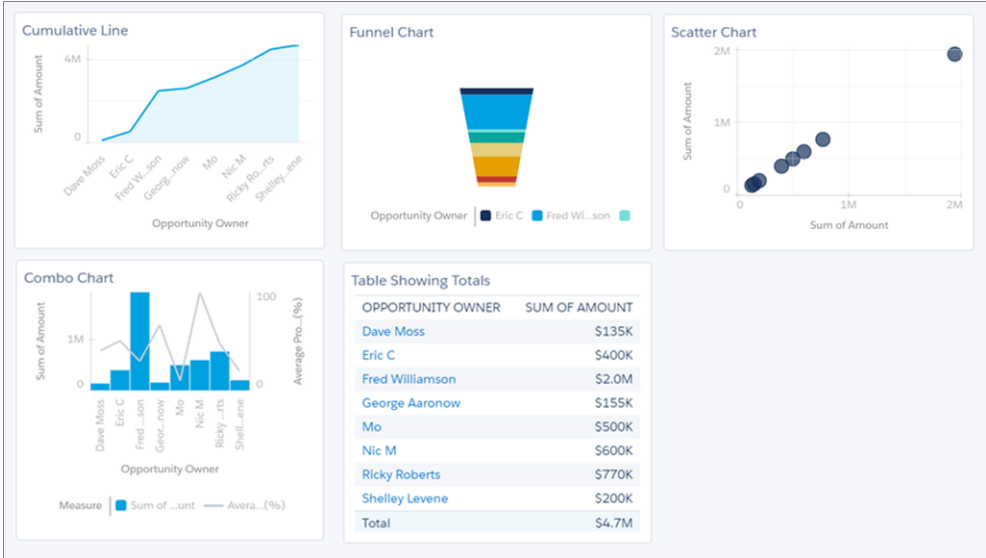 Cumulative Line
Sum of Amount
4M
0
Dave Moss
Eric C
Fred W...son
Georg...now
Mo
Nic M
Ricky Ro...rts
Shelley...ene
Opportunity Owner
Funnel Chart
Opportunity Owner Eric C Fred Wi...son
Scatter Chart
Sum of Amount
2M
1M
0
0 1M 2M
Sum of Amount
Combo Chart
Sum of Amount
1M
0
100
0
Average Pro...(%)
Dave Moss
Eric C
Fred ...son
Geor...now
Mo
Nic M
Ricky ...rts
Shell...ene
Opportunity Owner
Measure Sum of ...unt Avera...(%)
Table Showing Totals
OPPORTUNITY OWNER SUM OF AMOUNT
Dave Moss $135K
Eric C $400K
Fred Williamson $2.0M
George Aaronow $155K
Mo $500K
Nic M $600K
Ricky Roberts $770K
Shelley Levene $200K
Total $4.7M